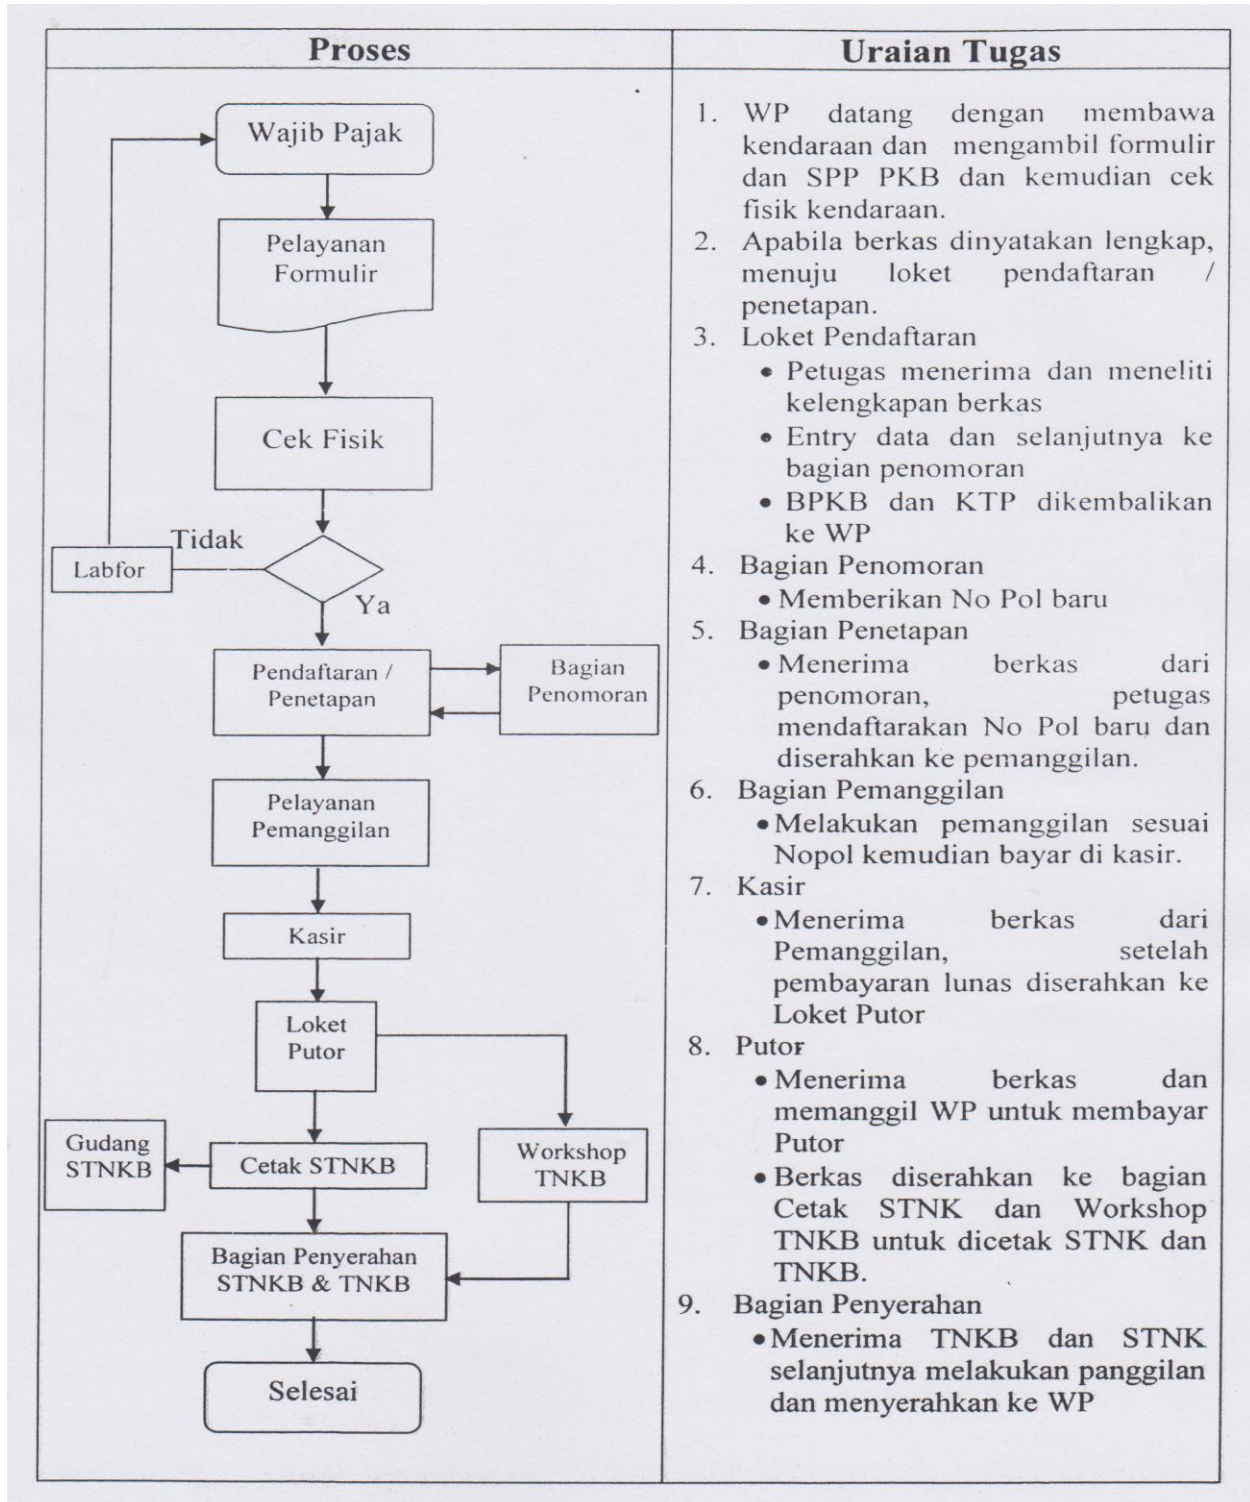 Proses
Uraian Tugas
Wajib Pajak
Pelayanan
Formulir
Cek Fisik
Tidak
Labfor
Ya
Pendaftaran /
Penetapan
Bagian
Penomoran
Pelayanan
Pemanggilan
Kasir
Loket
Putor
Gudang
STNKB
Cetak STNKB
Workshop
TNKB
Bagian Penyerahan
STNKB & TNKB
Selesai
1. WP datang dengan membawa
kendaraan dan mengambil formulir
dan SPP PKB dan kemudian cek
fisik kendaraan.
2. Apabila berkas dinyatakan lengkap,
menuju loket pendaftaran /
penetapan.
3. Loket Pendaftaran
• Petugas menerima dan meneliti
kelengkapan berkas
• Entry data dan selanjutnya ke
bagian penomoran
• BPKB dan KTP dikembalikan
ke WP
4. Bagian Penomoran
• Memberikan No Pol baru
5. Bagian Penetapan
• Menerima berkas dari
penomoran, petugas
mendaftarakan No Pol baru dan
diserahkan ke pemanggilan.
6. Bagian Pemanggilan
• Melakukan pemanggilan sesuai
Nopol kemudian bayar di kasir.
7. Kasir
• Menerima berkas dari
Pemanggilan, setelah
pembayaran lunas diserahkan ke
Loket Putor
8. Putor
• Menerima berkas dan
memanggil WP untuk membayar
Putor
• Berkas diserahkan ke bagian
Cetak STNK dan Workshop
TNKB untuk dicetak STNK dan
TNKB.
9. Bagian Penyerahan
• Menerima TNKB dan STNK
selanjutnya melakukan panggilan
dan menyerahkan ke WP